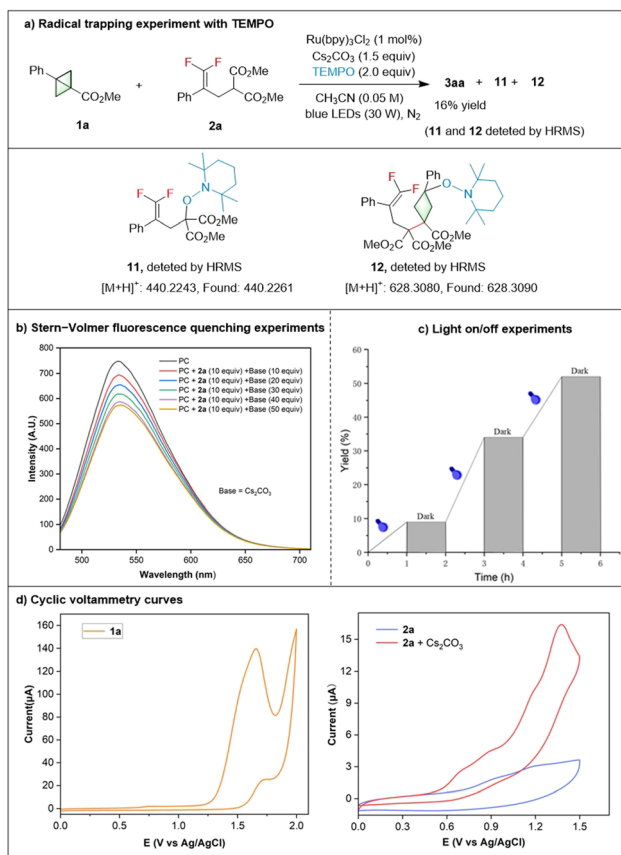 a) Radical trapping experiment with TEMPO
Ph
CO₂Me
1a
+
F F
CO₂Me
Ph
CO₂Me
2a
Ru(bpy)₃Cl₂ (1 mol%)
Cs₂CO₃ (1.5 equiv)
TEMPO (2.0 equiv)
CH₃CN (0.05 M)
blue LEDs (30 W), N₂
3aa + 11 + 12
16% yield
(11 and 12 deteted by HRMS)
F F
O N
Ph
CO₂Me
CO₂Me
11, deteted by HRMS
[M+H]⁺: 440.2243, Found: 440.2261
F F
Ph
O N
Ph
MeO₂C
CO₂Me
CO₂Me
12, deteted by HRMS
[M+H]⁺: 628.3080, Found: 628.3090
b) Stern−Volmer fluorescence quenching experiments
800
700
600
500
400
300
200
100
0
Intensity (A.U.)
PC
PC + 2a (10 equiv) +Base (10 equiv)
PC + 2a (10 equiv) +Base (20 equiv)
PC + 2a (10 equiv) +Base (30 equiv)
PC + 2a (10 equiv) +Base (40 equiv)
PC + 2a (10 equiv) +Base (50 equiv)
Base = Cs₂CO₃
500 550 600 650 700
Wavelength (nm)
c) Light on/off experiments
60
50
40
30
20
10
0
Yield (%)
Dark
Dark
Dark
0 1 2 3 4 5 6
Time (h)
d) Cyclic voltammetry curves
160
140
120
100
80
60
40
20
0
Current(μA)
1a
0.0 0.5 1.0 1.5 2.0
E (V vs Ag/AgCl)
15
12
9
6
3
0
Current (μA)
2a
2a + Cs₂CO₃
0.0 0.3 0.6 0.9 1.2 1.5
E (V vs Ag/AgCl)